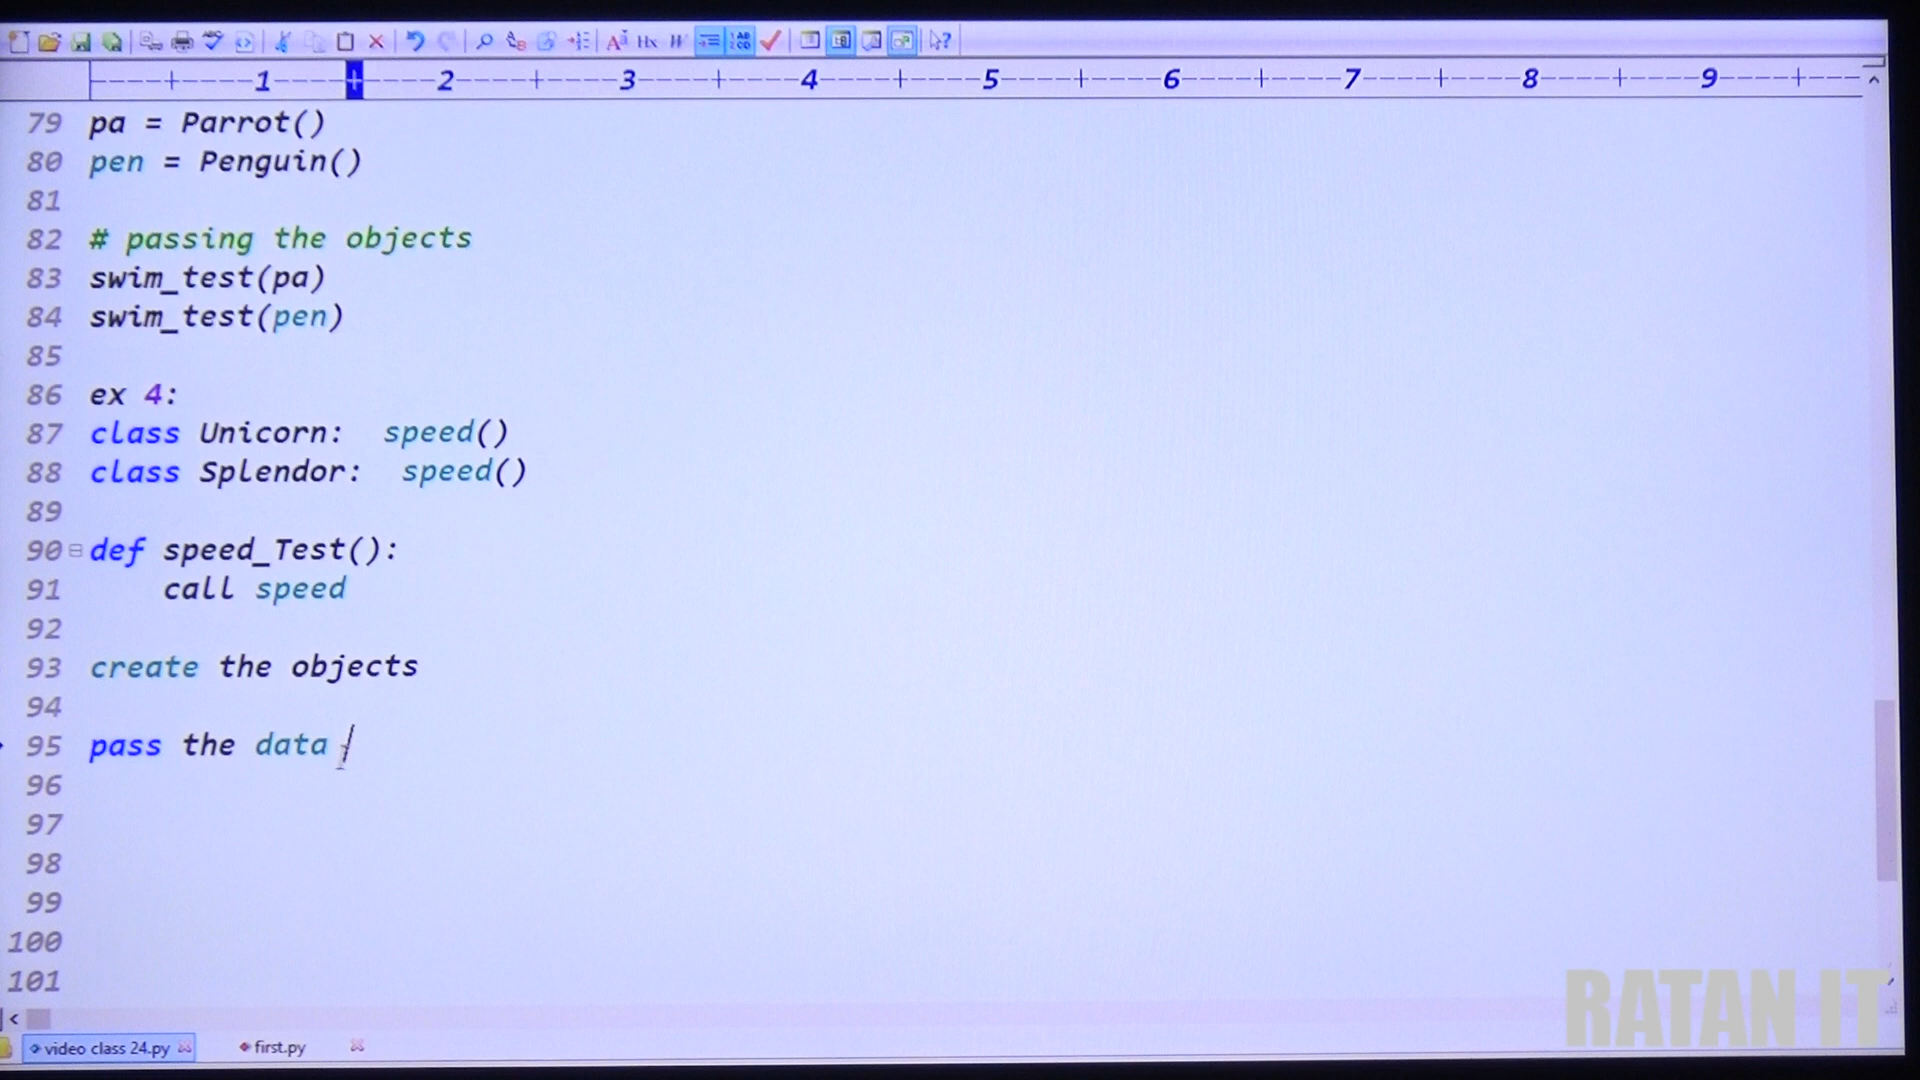 1 2 3 4 5 6 7 8 9
79 pa = Parrot()
80 pen = Penguin()
81
82 # passing the objects
83 swim_test(pa)
84 swim_test(pen)
85
86 ex 4:
87 class Unicorn: speed()
88 class Splendor: speed()
89
90 def speed_Test():
91 call speed
92
93 create the objects
94
95 pass the data
96
97
98
99
100
101
RATAN IT
video class 24.py first.py